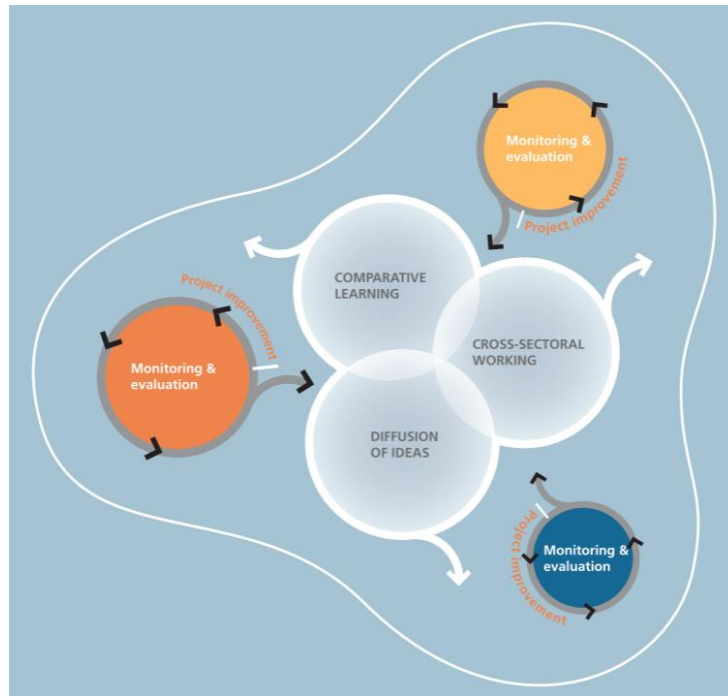 Monitoring &
evaluation
Project improvement
COMPARATIVE
LEARNING
Project improvement
Monitoring &
evaluation
CROSS-SECTORAL
WORKING
DIFFUSION
OF IDEAS
Project improvement
Monitoring &
evaluation